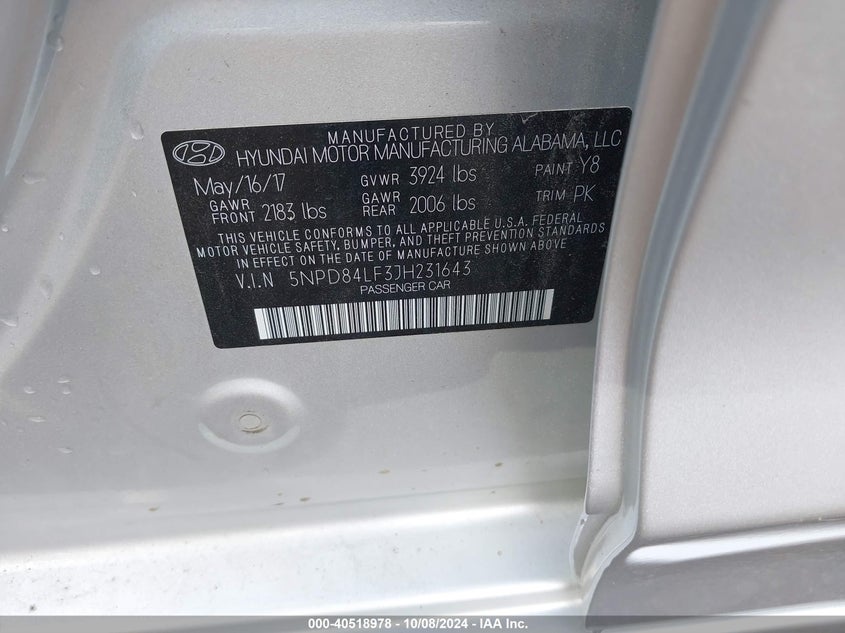 MANUFACTURED BY
HYUNDAI MOTOR MANUFACTURING ALABAMA, LLC
May/16/17 GVWR 3924 lbs PAINT Y8
GAWR FRONT 2183 lbs GAWR REAR 2006 lbs TRIM PK
THIS VEHICLE CONFORMS TO ALL APPLICABLE U.S.A. FEDERAL
MOTOR VEHICLE SAFETY, BUMPER, AND THEFT PREVENTION STANDARDS
IN EFFECT ON THE DATE OF MANUFACTURE SHOWN ABOVE
V.I.N 5NPD84LF3JH231643
PASSENGER CAR
000-40518978 - 10/08/2024 - IAA Inc.